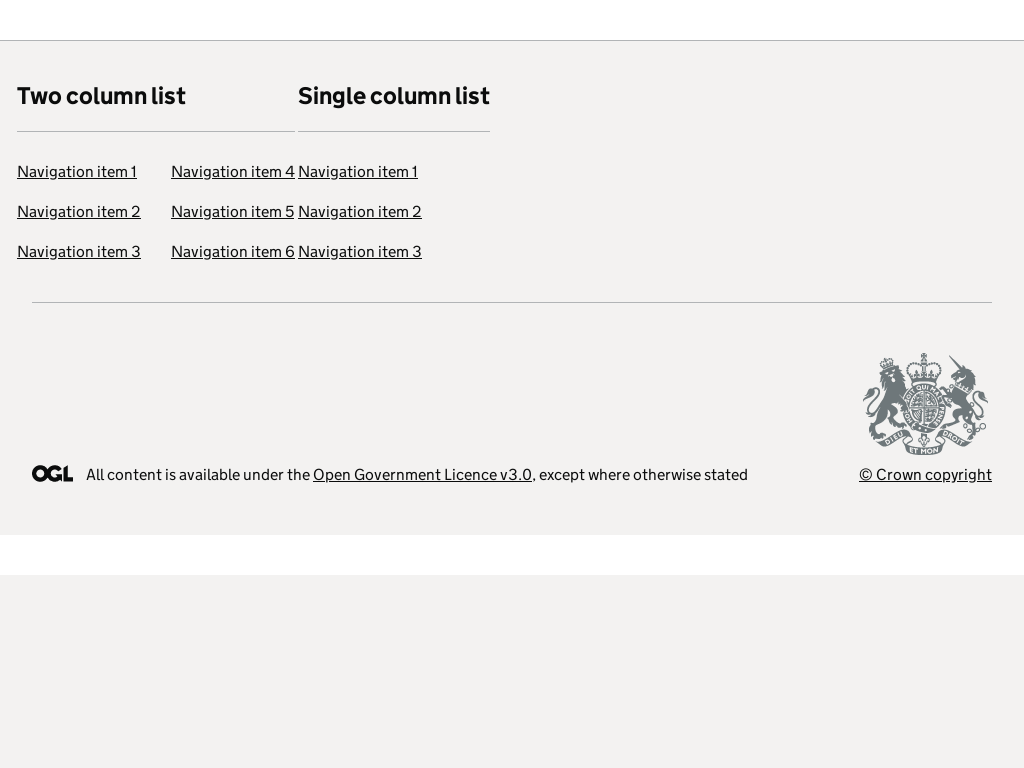 Two column list
Navigation item 1
Navigation item 2
Navigation item 3
Navigation item 4
Navigation item 5
Navigation item 6
Single column list
Navigation item 1
Navigation item 2
Navigation item 3
OGL All content is available under the Open Government Licence v3.0, except where otherwise stated
DIEU ET MON DROIT
© Crown copyright